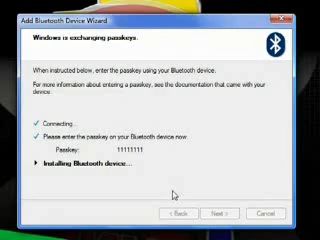 Add Bluetooth Device Wizard
Windows is exchanging passkeys.
When instructed below, enter the passkey using your Bluetooth device.
For more information about entering a passkey, see the documentation that came with your
device.
Connecting...
Please enter the passkey on your Bluetooth device now.
Passkey: 11111111
Installing Bluetooth device...
< Back Next > Cancel